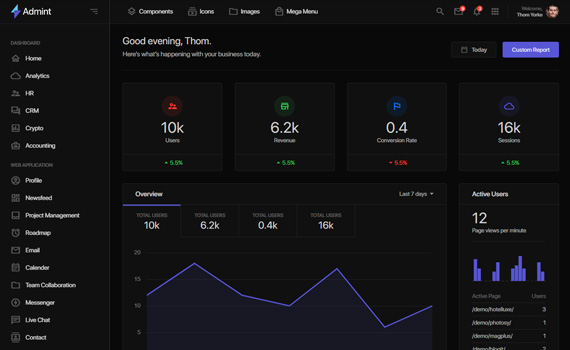 Admint
Components
Icons
Images
Mega Menu
Welcome,
Thom Yorke
DASHBOARD
Home
Analytics
HR
CRM
Crypto
Accounting
WEB APPLICATION
Profile
Newsfeed
Project Management
Roadmap
Email
Calender
Team Collaboration
Messenger
Live Chat
Contact
Good evening, Thom.
Here's what's happening with your business today.
Today
Custom Report
10k
Users
5.5%
6.2k
Revenue
5.5%
0.4
Conversion Rate
5.5%
16k
Sessions
5.5%
Overview
Last 7 days
TOTAL USERS
10k
TOTAL USERS
6.2k
TOTAL USERS
0.4k
TOTAL USERS
16k
20
15
10
5
Active Users
12
Page views per minute
Active Page Users
/demo/hotelluxe/ 3
/demo/photosy/ 1
/demo/magplus/ 1